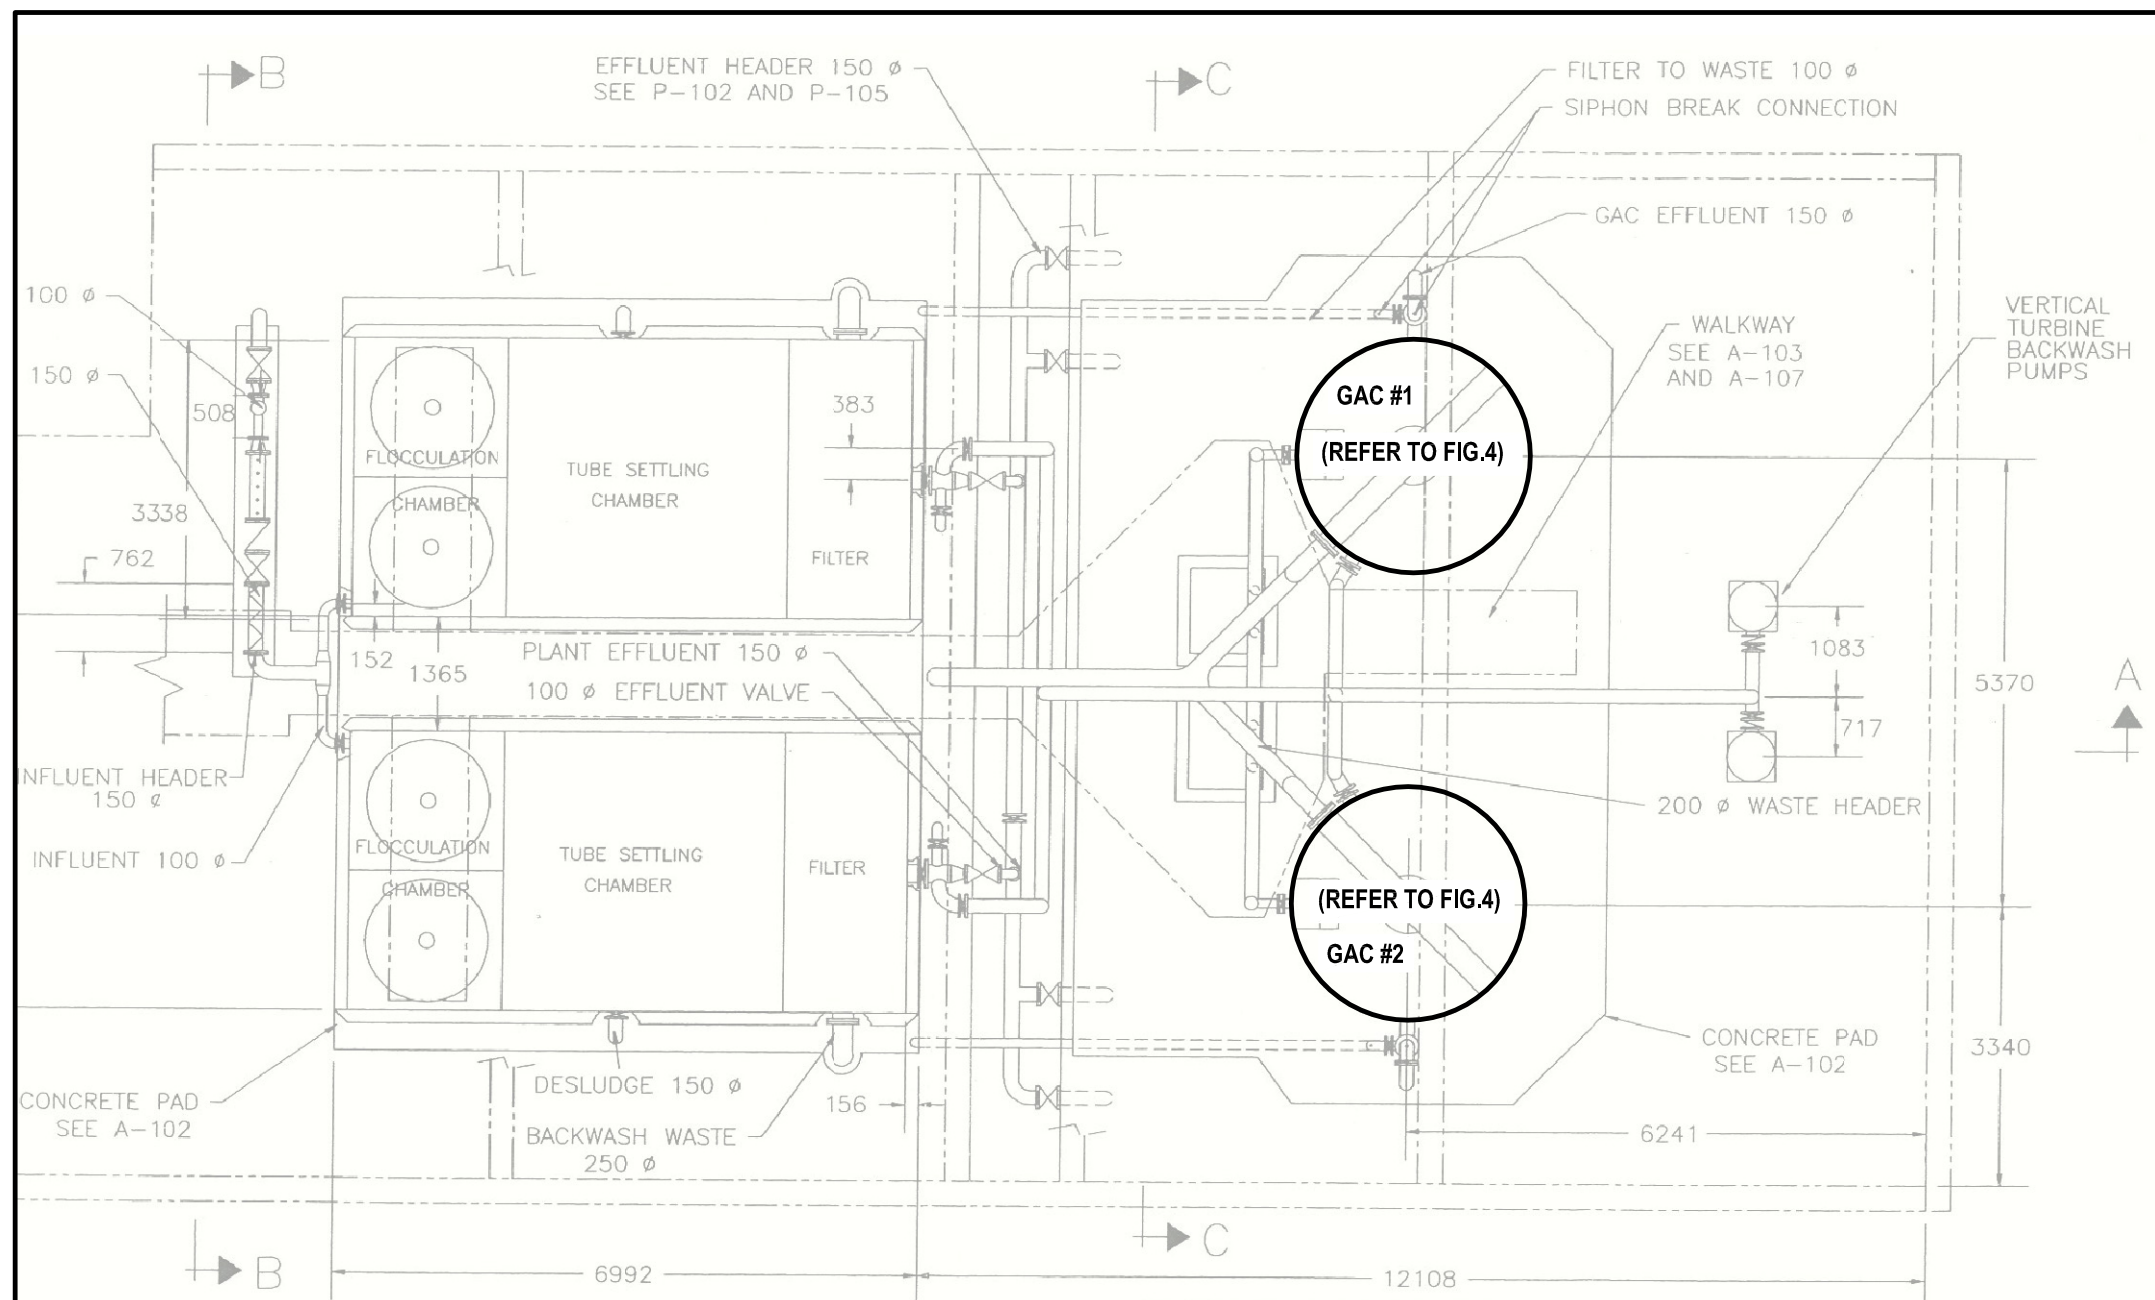 B
EFFLUENT HEADER 150 ø
SEE P-102 AND P-105
C
FILTER TO WASTE 100 ø
SIPHON BREAK CONNECTION
GAC EFFLUENT 150 ø
100 ø
150 ø
508
3338
762
FLOCCULATION
CHAMBER
TUBE SETTLING
CHAMBER
383
FILTER
GAC #1
(REFER TO FIG.4)
WALKWAY
SEE A-103
AND A-107
VERTICAL
TURBINE
BACKWASH
PUMPS
152
1365
PLANT EFFLUENT 150 ø
100 ø EFFLUENT VALVE
1083
717
5370
A
INFLUENT HEADER
150 ø
INFLUENT 100 ø
FLOCCULATION
CHAMBER
TUBE SETTLING
CHAMBER
FILTER
200 ø WASTE HEADER
(REFER TO FIG.4)
GAC #2
CONCRETE PAD
SEE A-102
3340
CONCRETE PAD
SEE A-102
DESLUDGE 150 ø
BACKWASH WASTE
250 ø
156
6241
B
C
6992
12108